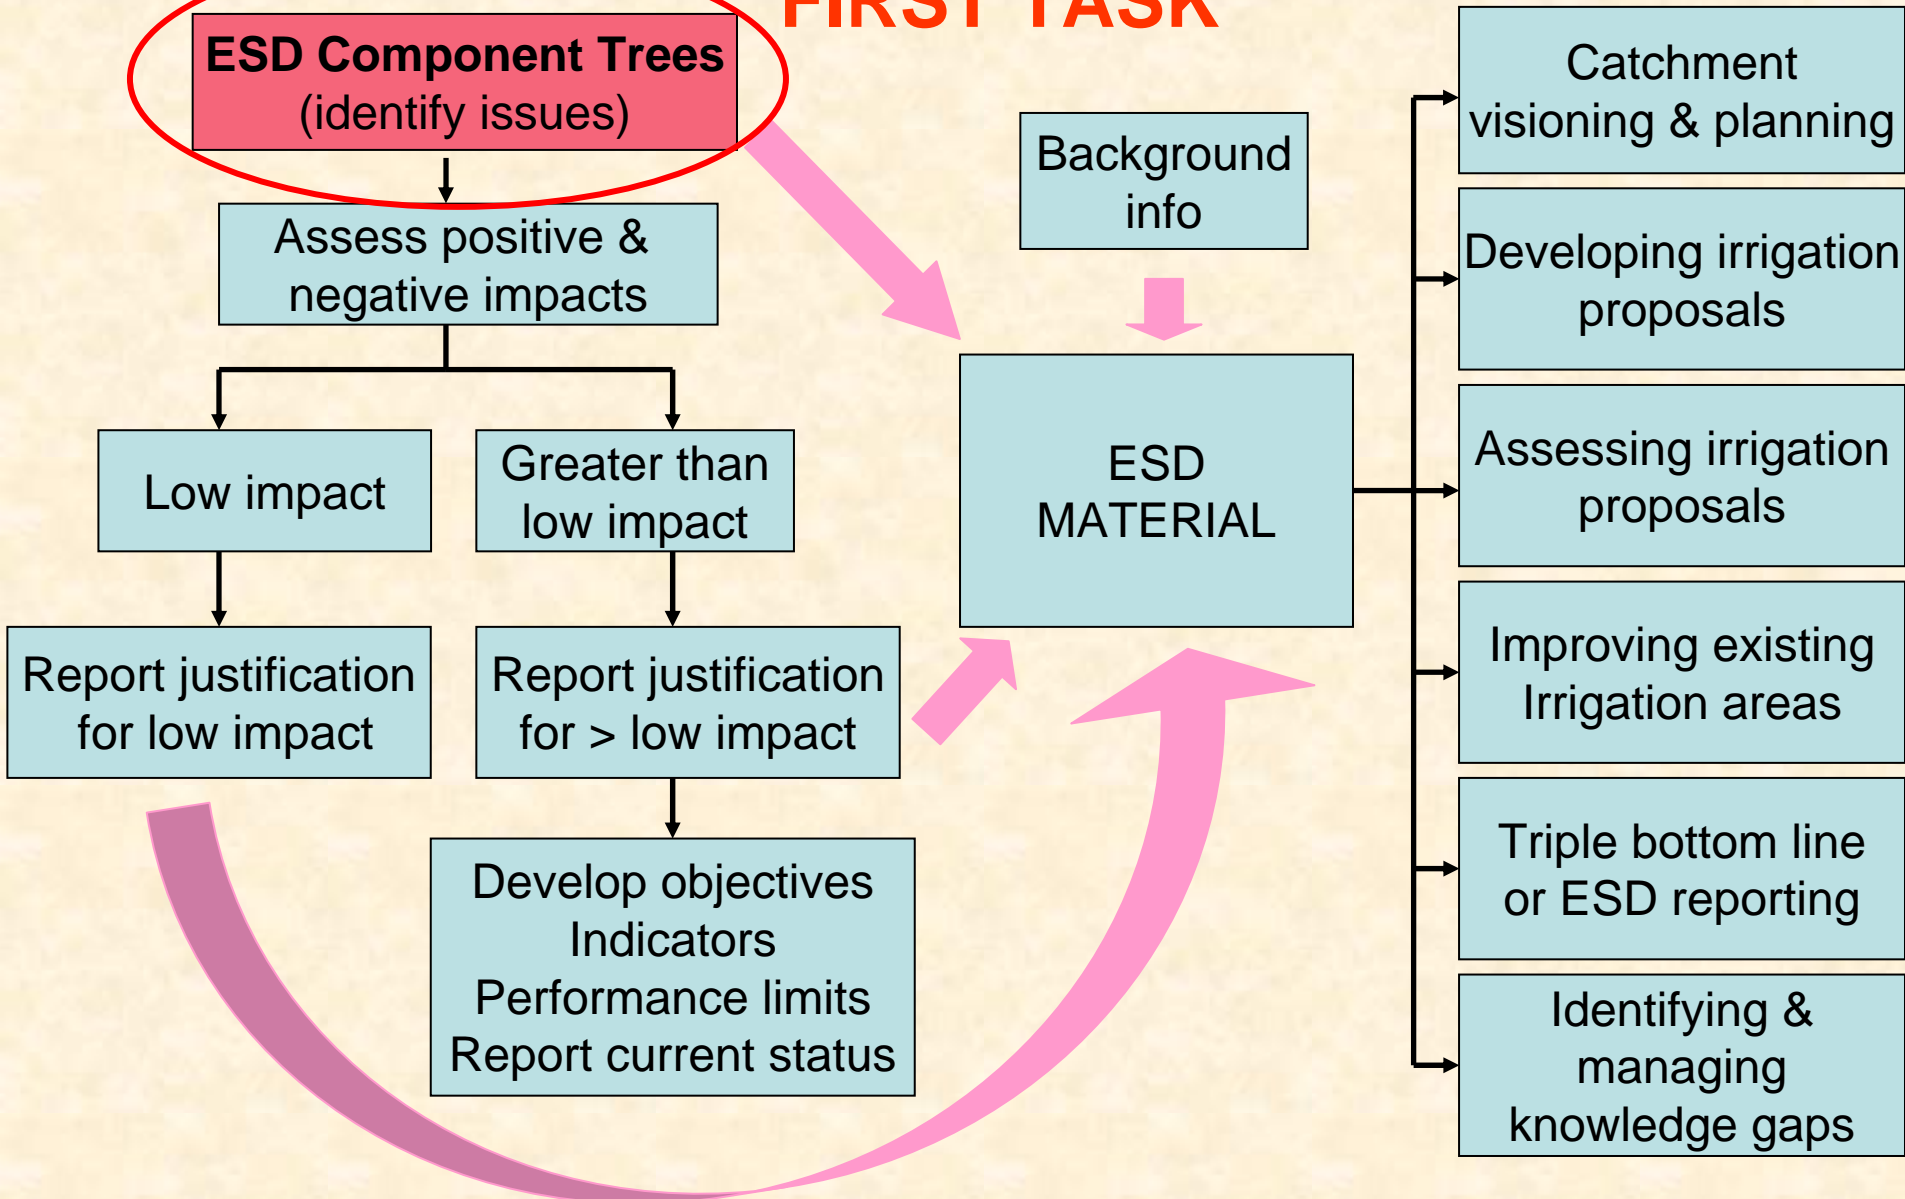 FIRST TASK
ESD Component Trees
(identify issues)
Assess positive &
negative impacts
Low impact
Greater than
low impact
Report justification
for low impact
Report justification
for > low impact
Develop objectives
Indicators
Performance limits
Report current status
Background
info
ESD
MATERIAL
Catchment
visioning & planning
Developing irrigation
proposals
Assessing irrigation
proposals
Improving existing
Irrigation areas
Triple bottom line
or ESD reporting
Identifying &
managing
knowledge gaps